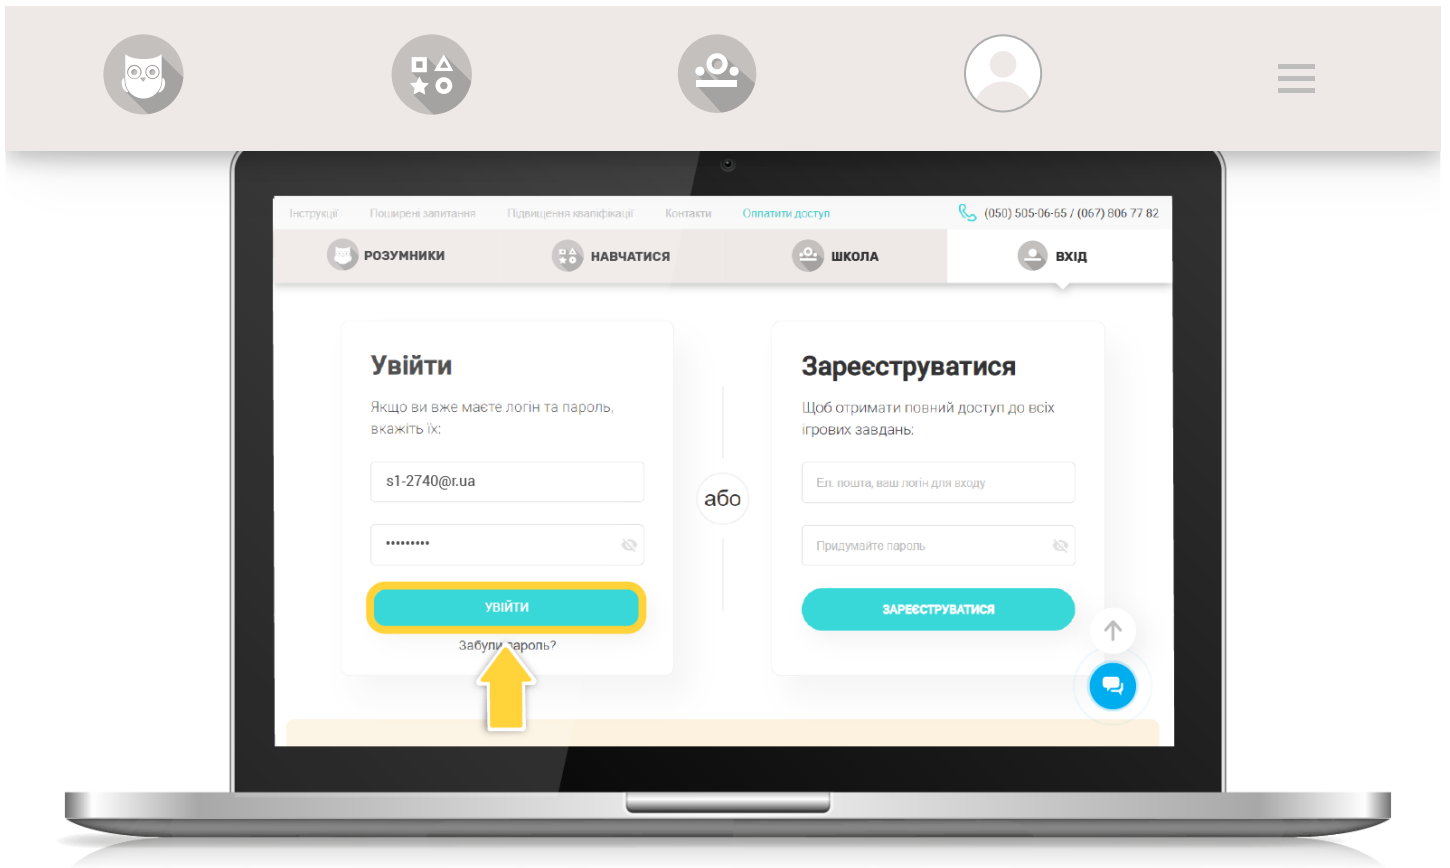 Інструкції Поширені запитання Підвищення кваліфікації Контакти Оплатити доступ (050) 505-06-65 / (067) 806 77 82
РОЗУМНИКИ НАВЧАТИСЯ ШКОЛА ВХІД
Увійти
Якщо ви вже маєте логін та пароль,
вкажіть їх:
s1-2740@r.ua
•••••••••
УВІЙТИ
Забули пароль?
або
Зареєструватися
Щоб отримати повний доступ до всіх
ігрових завдань:
Ел. пошта, ваш логін для входу
Придумайте пароль
ЗАРЕЄСТРУВАТИСЯ